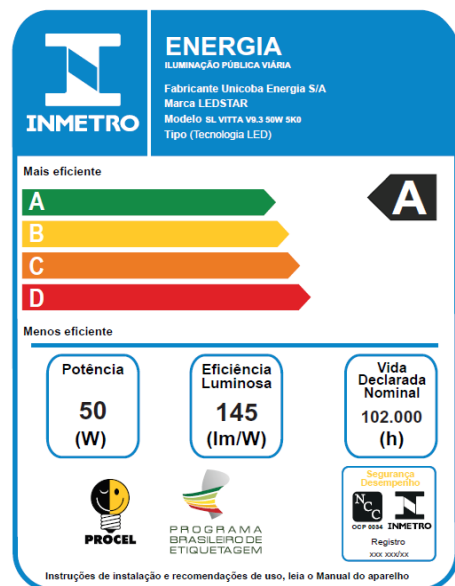 INMETRO
ENERGIA
ILUMINAÇÃO PÚBLICA VIÁRIA
Fabricante Unicoba Energia S/A
Marca LEDSTAR
Modelo SL VITTA V9.3 50W 5K0
Tipo (Tecnologia LED)
Mais eficiente
A
B
C
D
A
Menos eficiente
Potência
50
(W)
Eficiência
Luminosa
145
(lm/W)
Vida
Declarada
Nominal
102.000
(h)
PROCEL
PROGRAMA
BRASILEIRO DE
ETIQUETAGEM
Segurança
Desempenho
NCC
OCP 0034 INMETRO
Registro
xxx xxx/xx
Instruções de instalação e recomendações de uso, leia o Manual do aparelho